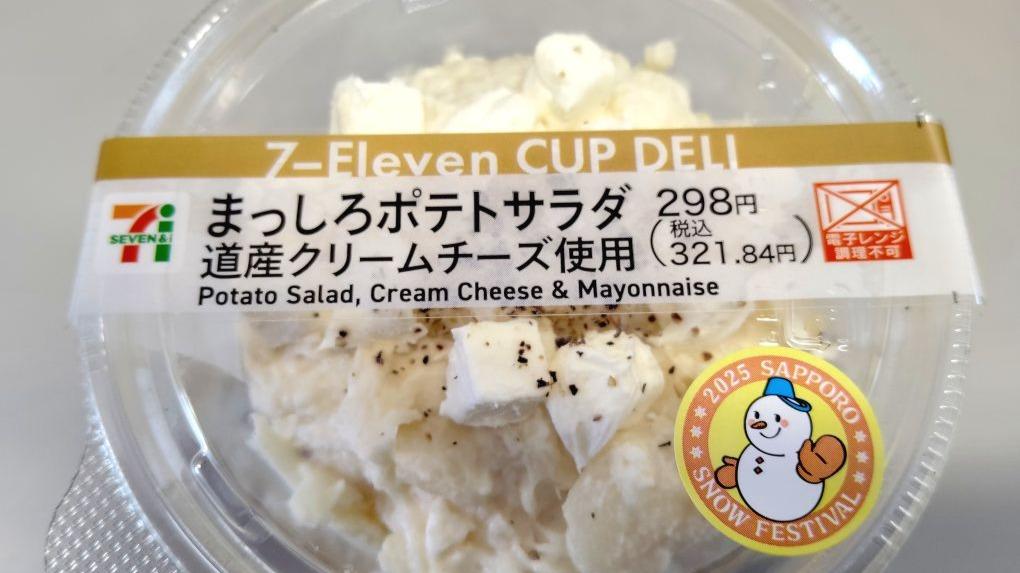 7-Eleven CUP DELI
SEVEN&i
まっしろポテトサラダ 298円
道産クリームチーズ使用 (税込 321.84円)
Potato Salad, Cream Cheese & Mayonnaise
電子レンジ
調理不可
2025 SAPPORO
SNOW FESTIVAL